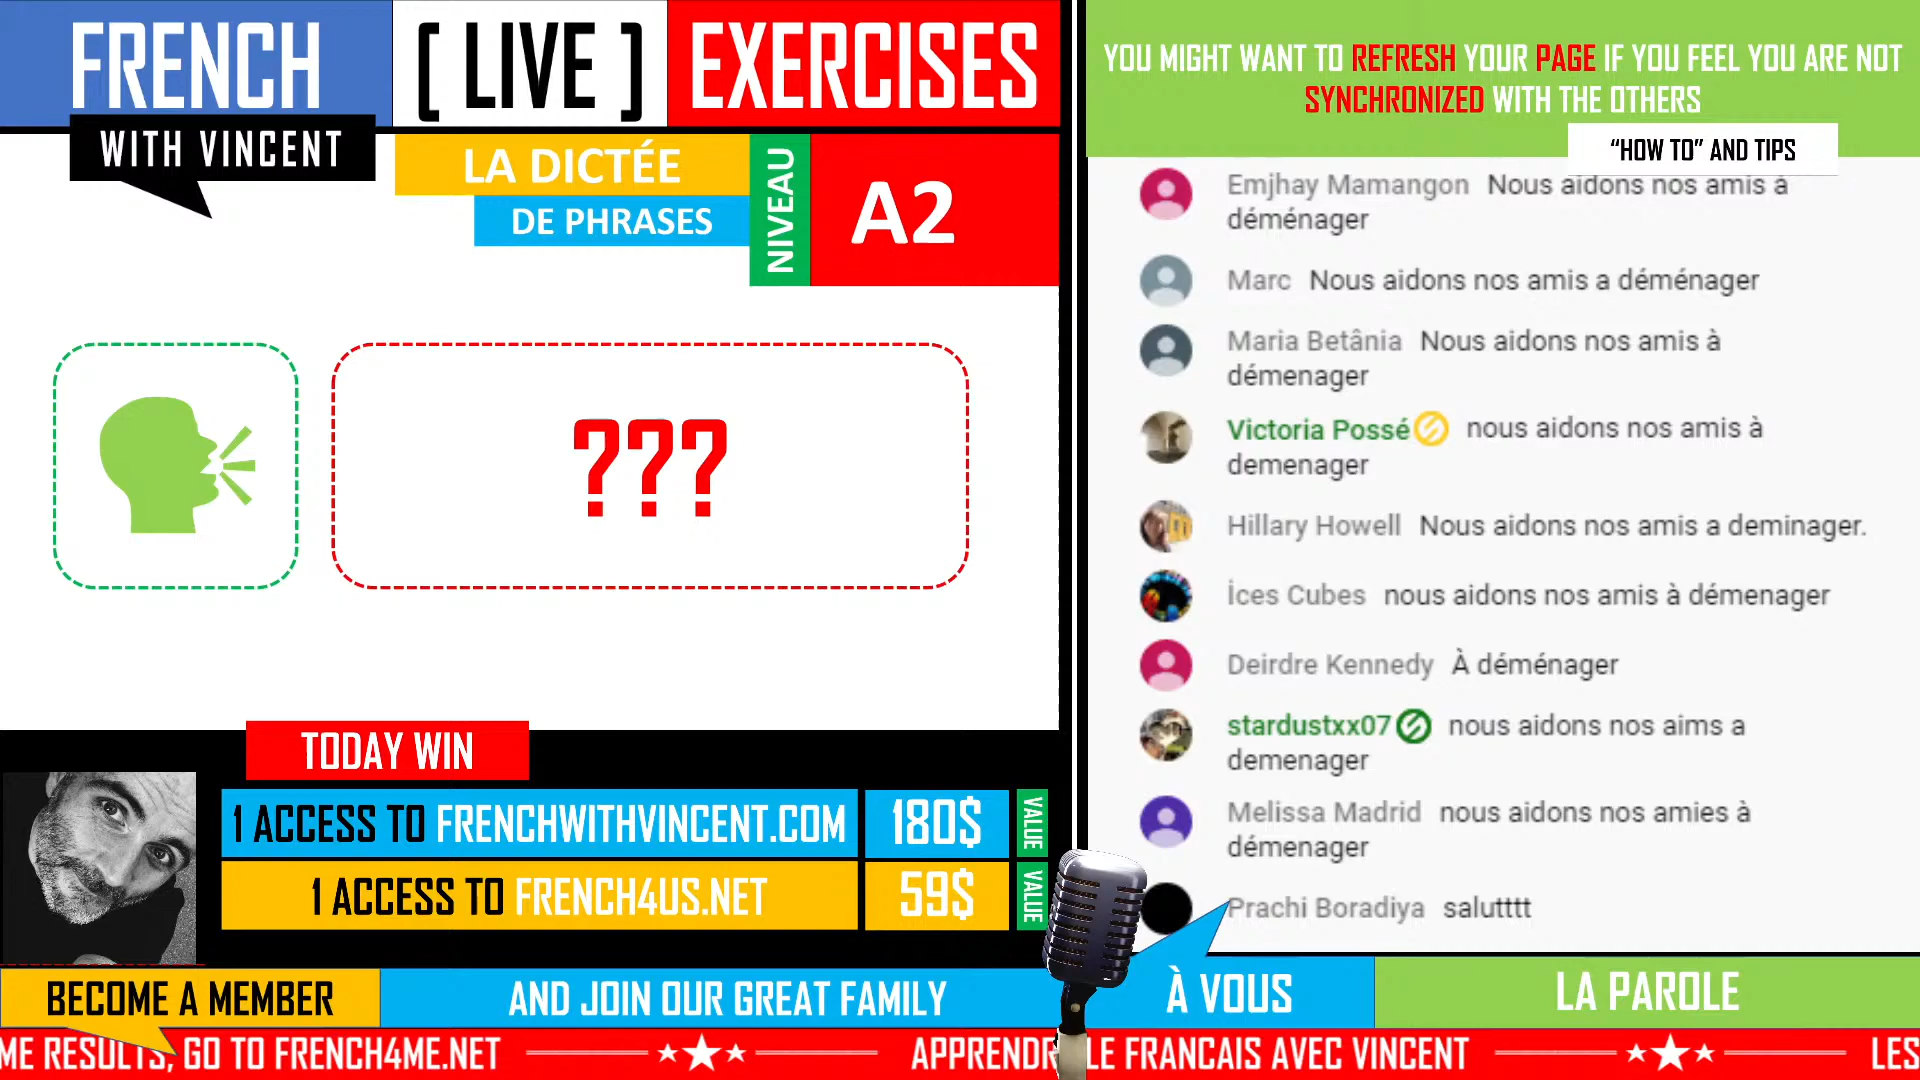 FRENCH
WITH VINCENT
[ LIVE ]
EXERCISES
LA DICTÉE
DE PHRASES
NIVEAU
A2
???
TODAY WIN
1 ACCESS TO FRENCHWITHVINCENT.COM
180$
VALUE
1 ACCESS TO FRENCH4US.NET
59$
VALUE
BECOME A MEMBER
AND JOIN OUR GREAT FAMILY
YOU MIGHT WANT TO REFRESH YOUR PAGE IF YOU FEEL YOU ARE NOT
SYNCHRONIZED WITH THE OTHERS
“HOW TO” AND TIPS
Emjhay Mamangon Nous aidons nos amis à
déménager
Marc Nous aidons nos amis a déménager
Maria Betânia Nous aidons nos amis à
démenager
Victoria Possé nous aidons nos amis à
demenager
Hillary Howell Nous aidons nos amis a deminager.
İces Cubes nous aidons nos amis à démenager
Deirdre Kennedy À déménager
stardustxx07 nous aidons nos aims a
demenager
Melissa Madrid nous aidons nos amies à
démenager
Prachi Boradiya salutttt
À VOUS
LA PAROLE
ME RESULTS, GO TO FRENCH4ME.NET
APPRENDR LE FRANCAIS AVEC VINCENT
LES